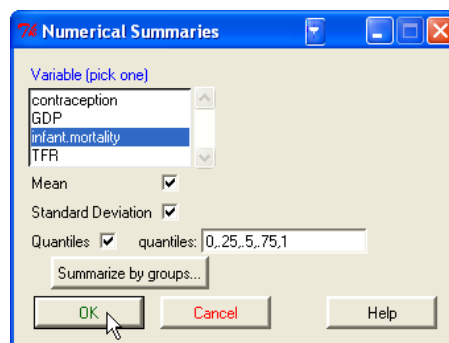 Numerical Summaries
Variable (pick one)
contraception
GDP
infant.mortality
TFR
Mean
Standard Deviation
Quantiles quantiles: 0,.25,.5,.75,1
Summarize by groups...
OK Cancel Help